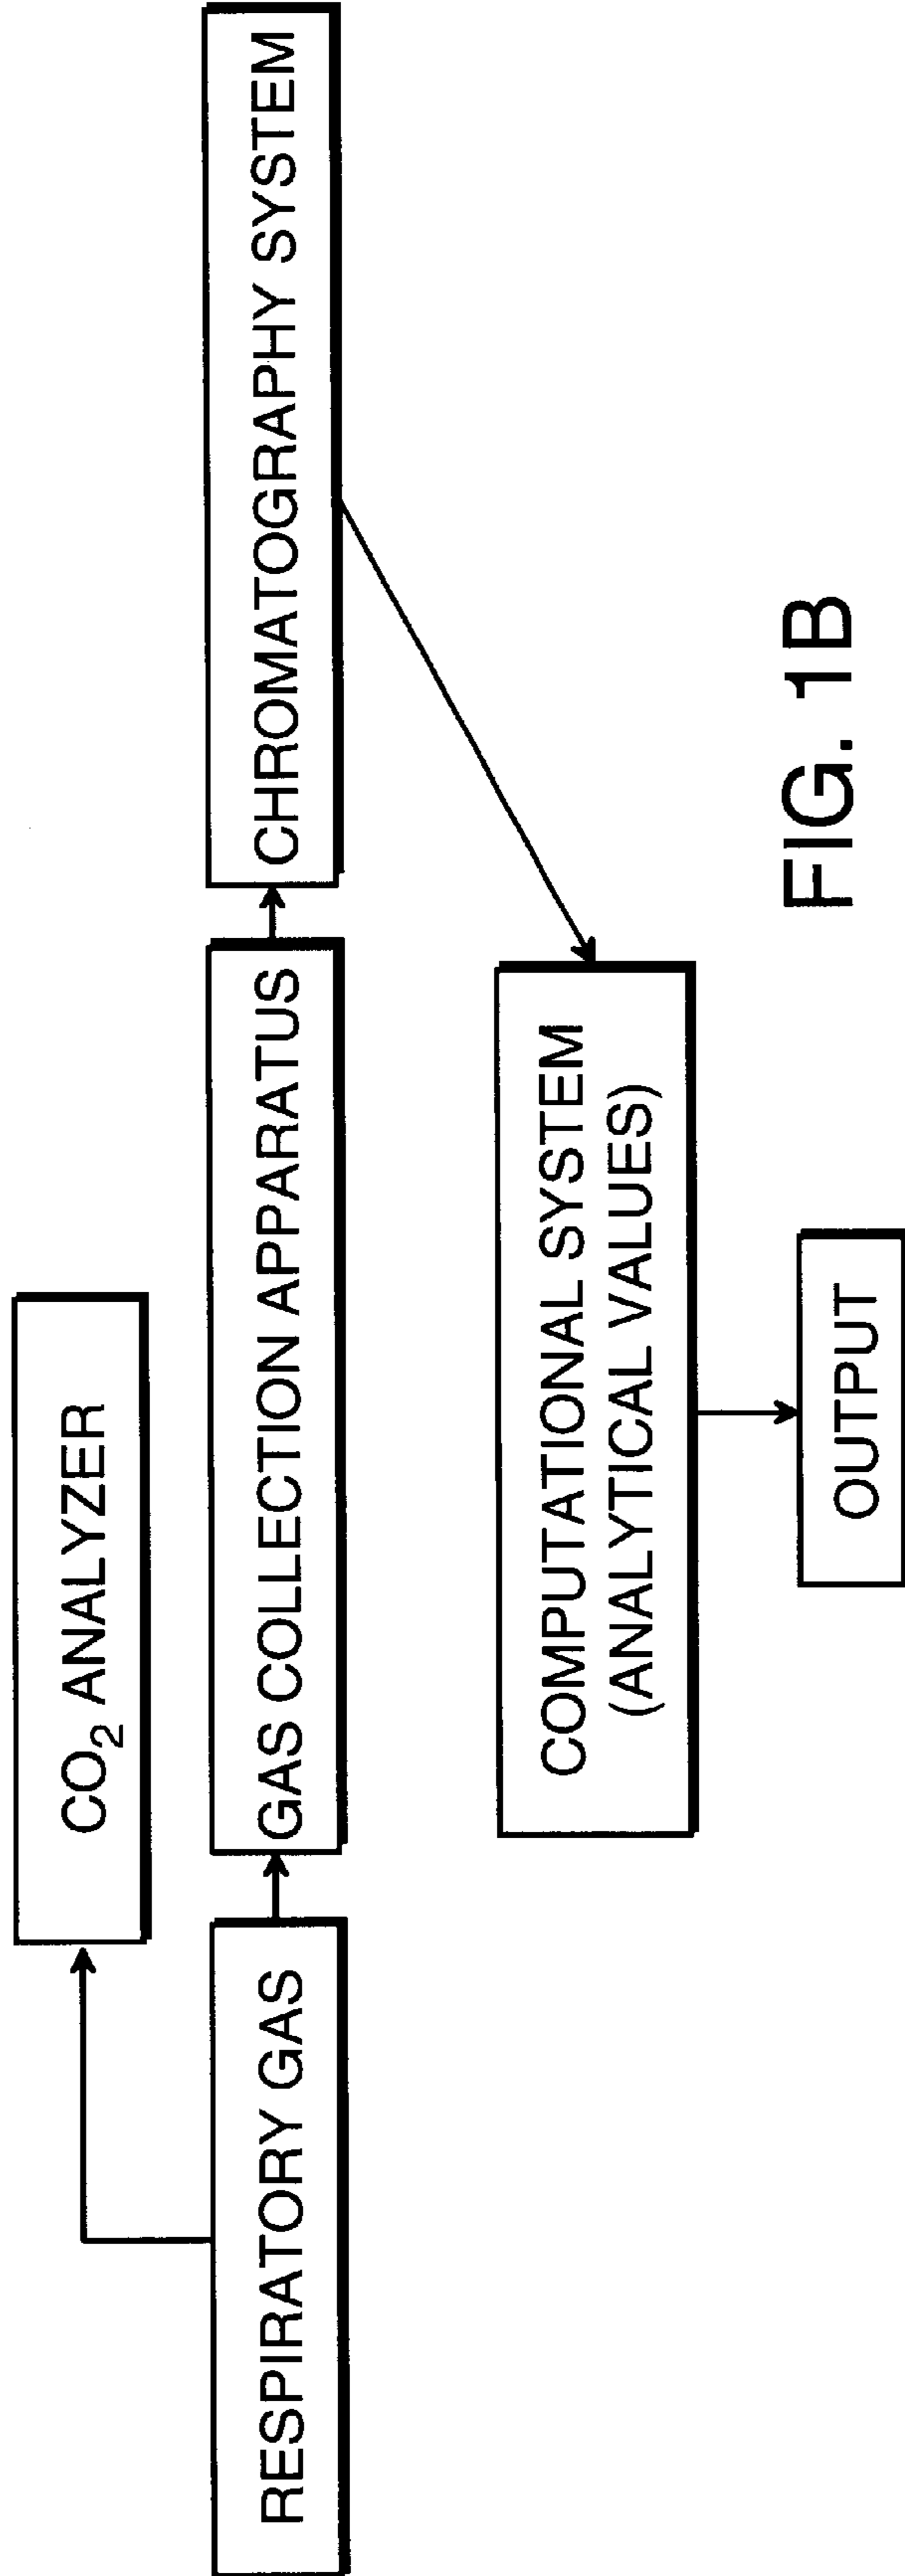 CO₂ ANALYZER
RESPIRATORY GAS
GAS COLLECTION APPARATUS
CHROMATOGRAPHY SYSTEM
COMPUTATIONAL SYSTEM
(ANALYTICAL VALUES)
OUTPUT
FIG. 1B